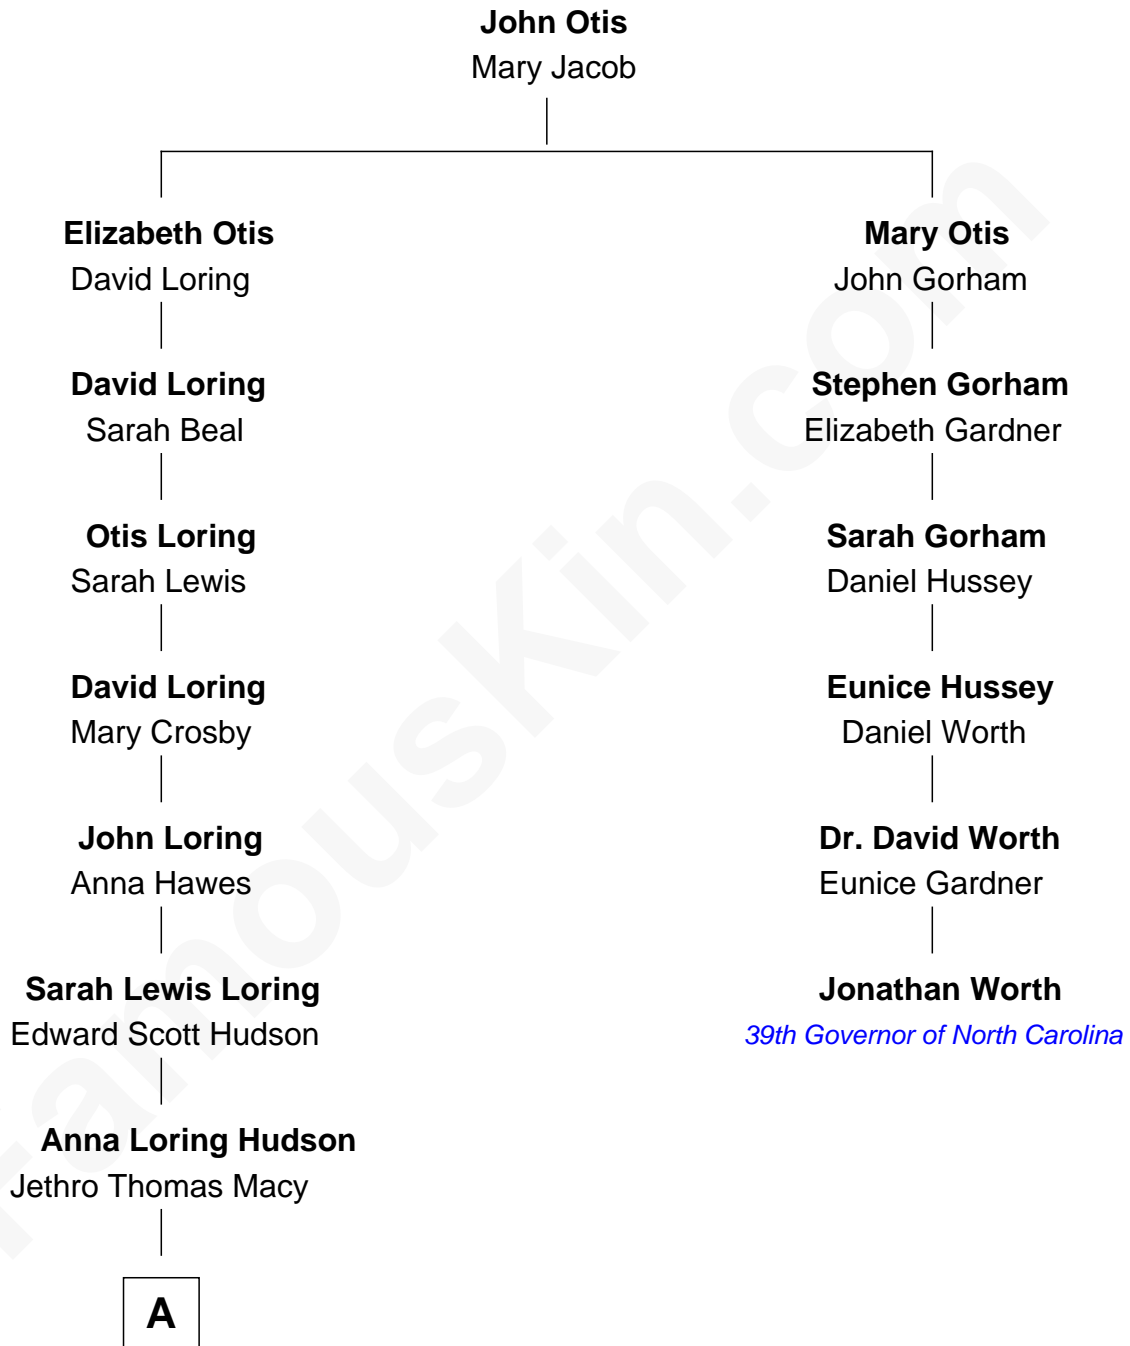 John Otis
Mary Jacob
Elizabeth Otis
David Loring
David Loring
Sarah Beal
Otis Loring
Sarah Lewis
David Loring
Mary Crosby
John Loring
Anna Hawes
Sarah Lewis Loring
Edward Scott Hudson
Anna Loring Hudson
Jethro Thomas Macy
A
Mary Otis
John Gorham
Stephen Gorham
Elizabeth Gardner
Sarah Gorham
Daniel Hussey
Eunice Hussey
Daniel Worth
Dr. David Worth
Eunice Gardner
Jonathan Worth
39th Governor of North Carolina
FamousKin.com